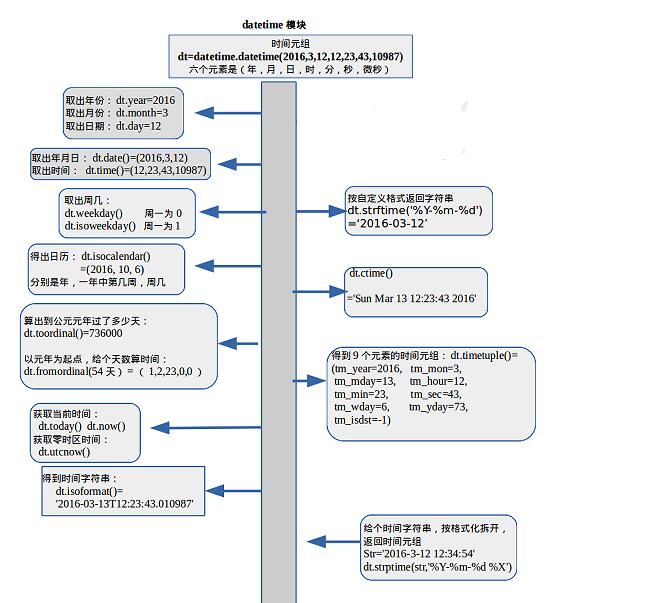 datetime 模块
时间元组
dt=datetime.datetime(2016,3,12,12,23,43,10987)
六个元素是（年，月，日，时，分，秒，微秒）
取出年份： dt.year=2016
取出月份： dt.month=3
取出日期： dt.day=12
取出年月日： dt.date()=(2016,3,12)
取出时间： dt.time()=(12,23,43,10987)
取出周几：
dt.weekday() 周一为 0
dt.isoweekday() 周一为 1
按自定义格式返回字符串
dt.strftime('%Y-%m-%d')
=‘2016-03-12’
得出日历： dt.isocalendar()
=(2016, 10, 6)
分别是年，一年中第几周，周几
dt.ctime()
='Sun Mar 13 12:23:43 2016'
算出到公元元年过了多少天：
dt.toordinal()=736000
以元年为起点，给个天数算时间：
dt.fromordinal(54 天） = （ 1,2,23,0,0 ）
得到 9 个元素的时间元组： dt.timetuple()=
(tm_year=2016, tm_mon=3,
tm_mday=13, tm_hour=12,
tm_min=23, tm_sec=43,
tm_wday=6, tm_yday=73,
tm_isdst=-1)
获取当前时间：
dt.today() dt.now()
获取零时区时间：
dt.utcnow()
得到时间字符串：
dt.isoformat()=
'2016-03-13T12:23:43.010987'
给个时间字符串，按格式化拆开，
返回时间元组
Str='2016-3-12 12:34:54'
dt.strptime(str,'%Y-%m-%d %X')